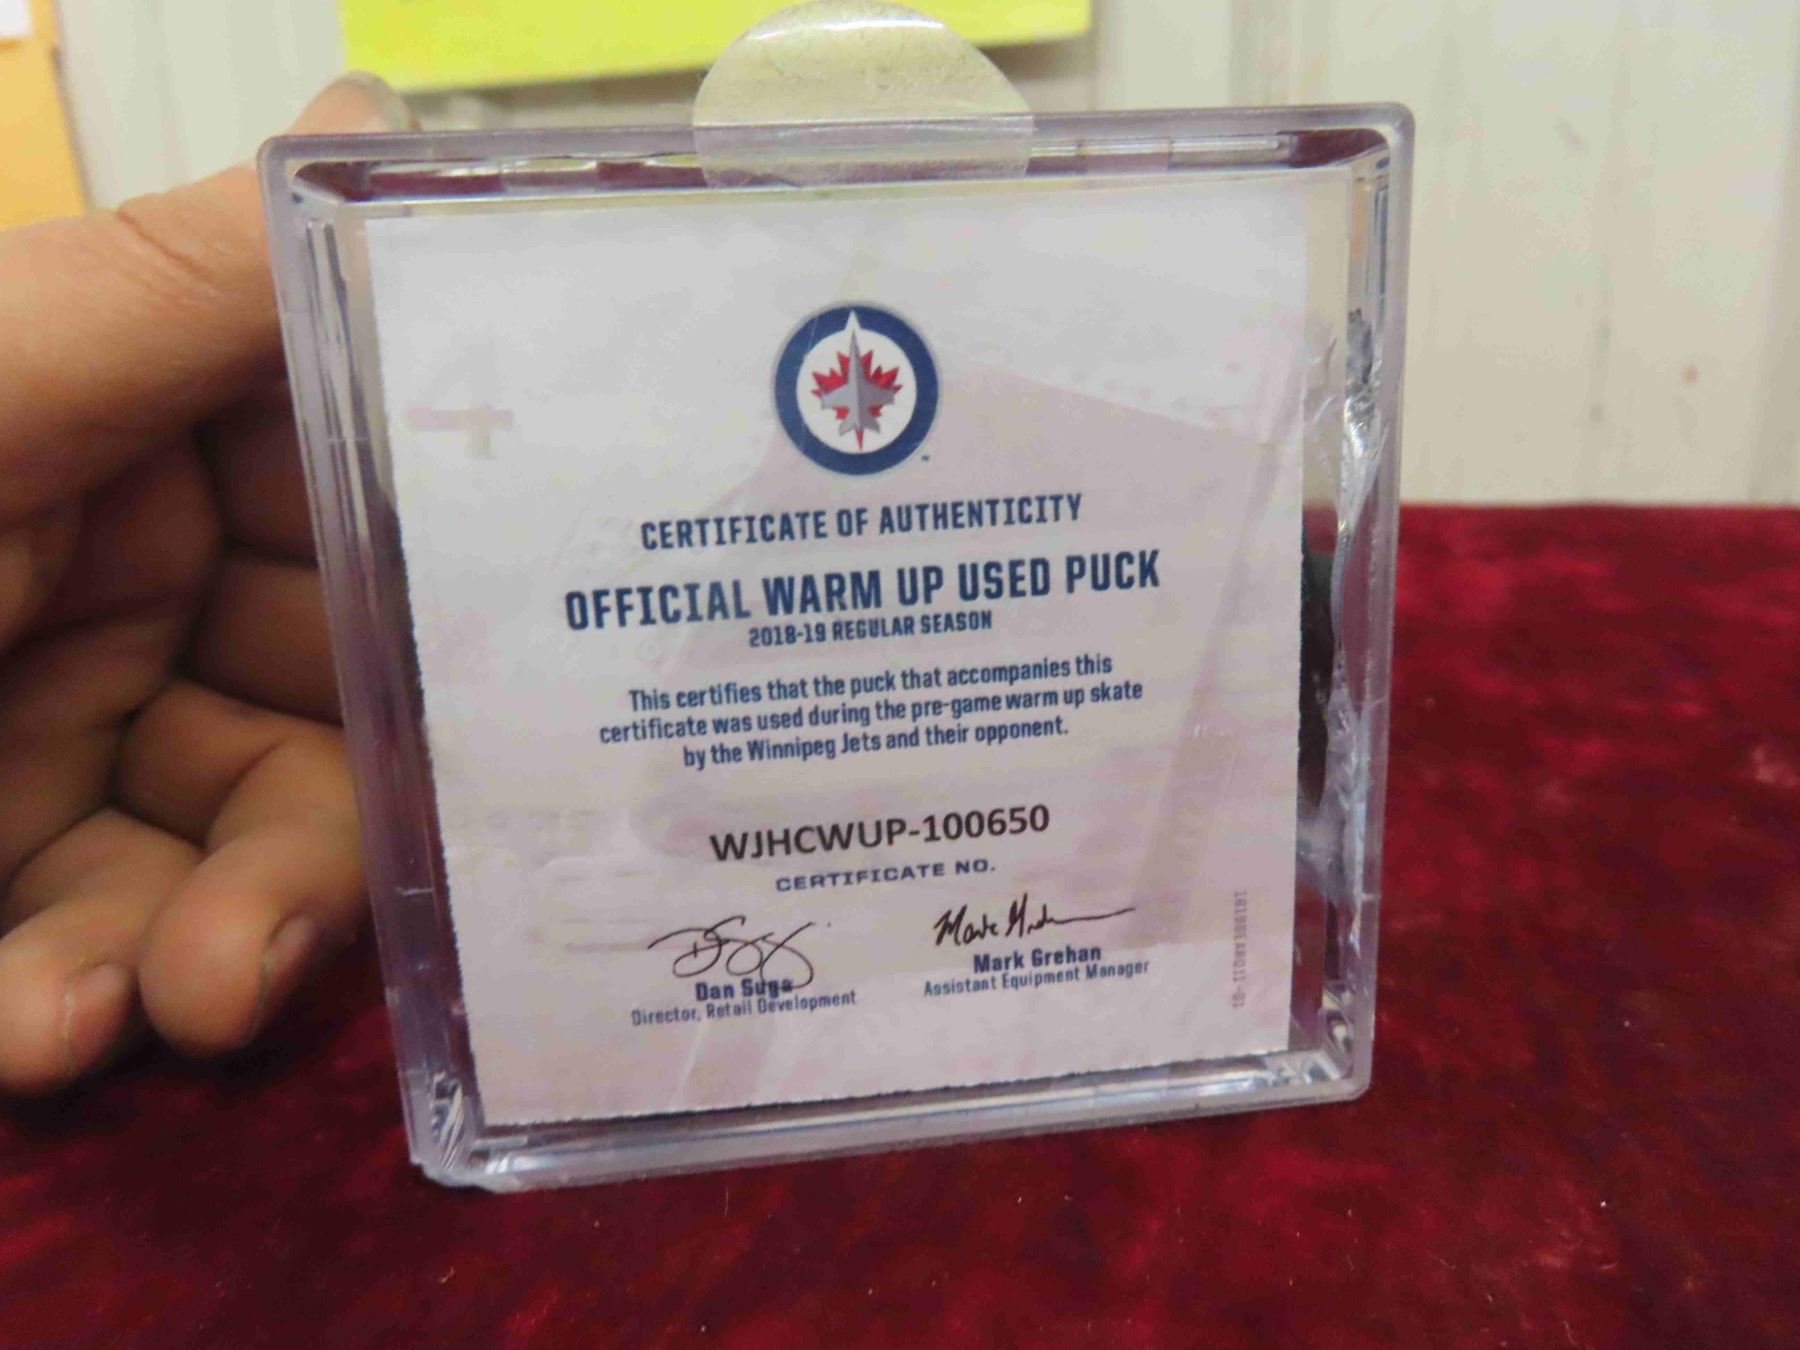 CERTIFICATE OF AUTHENTICITY
OFFICIAL WARM UP USED PUCK
2018-19 REGULAR SEASON
This certifies that the puck that accompanies this
certificate was used during the pre-game warm up skate
by the Winnipeg Jets and their opponent.
WJHCWUP-100650
CERTIFICATE NO.
Dan Suga
Director, Retail Development
Mark Grehan
Mark Grehan
Assistant Equipment Manager